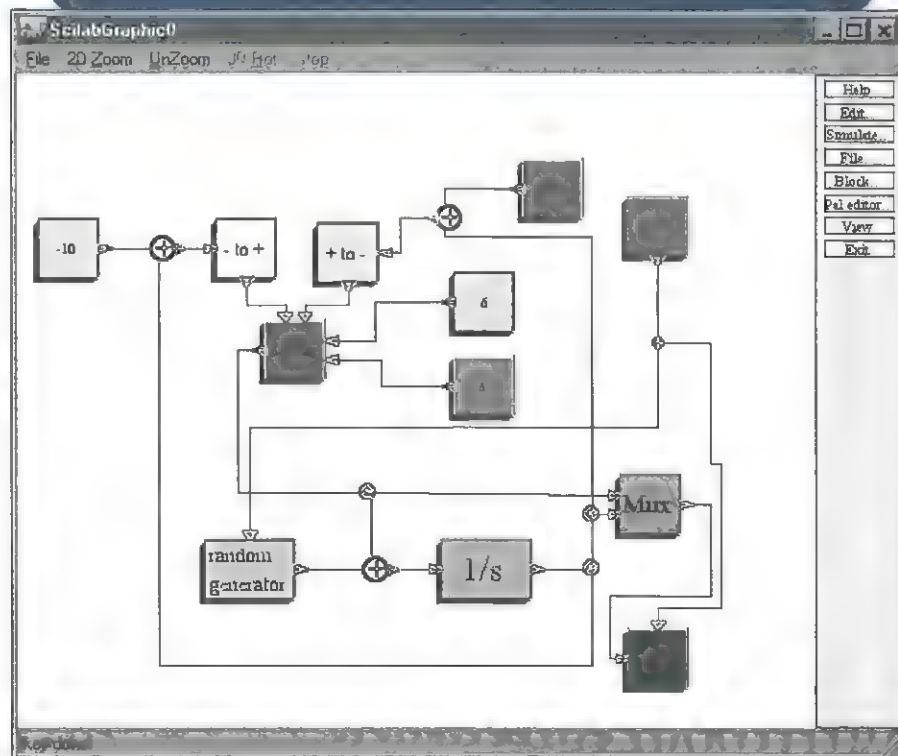 ScilabGraphic0
File 2D Zoom UnZoom
Help
Edit...
Simulate...
File...
Block...
Pal editor...
View
Exit
-10
- to +
+ to -
6
Mux
random
generator
1/s